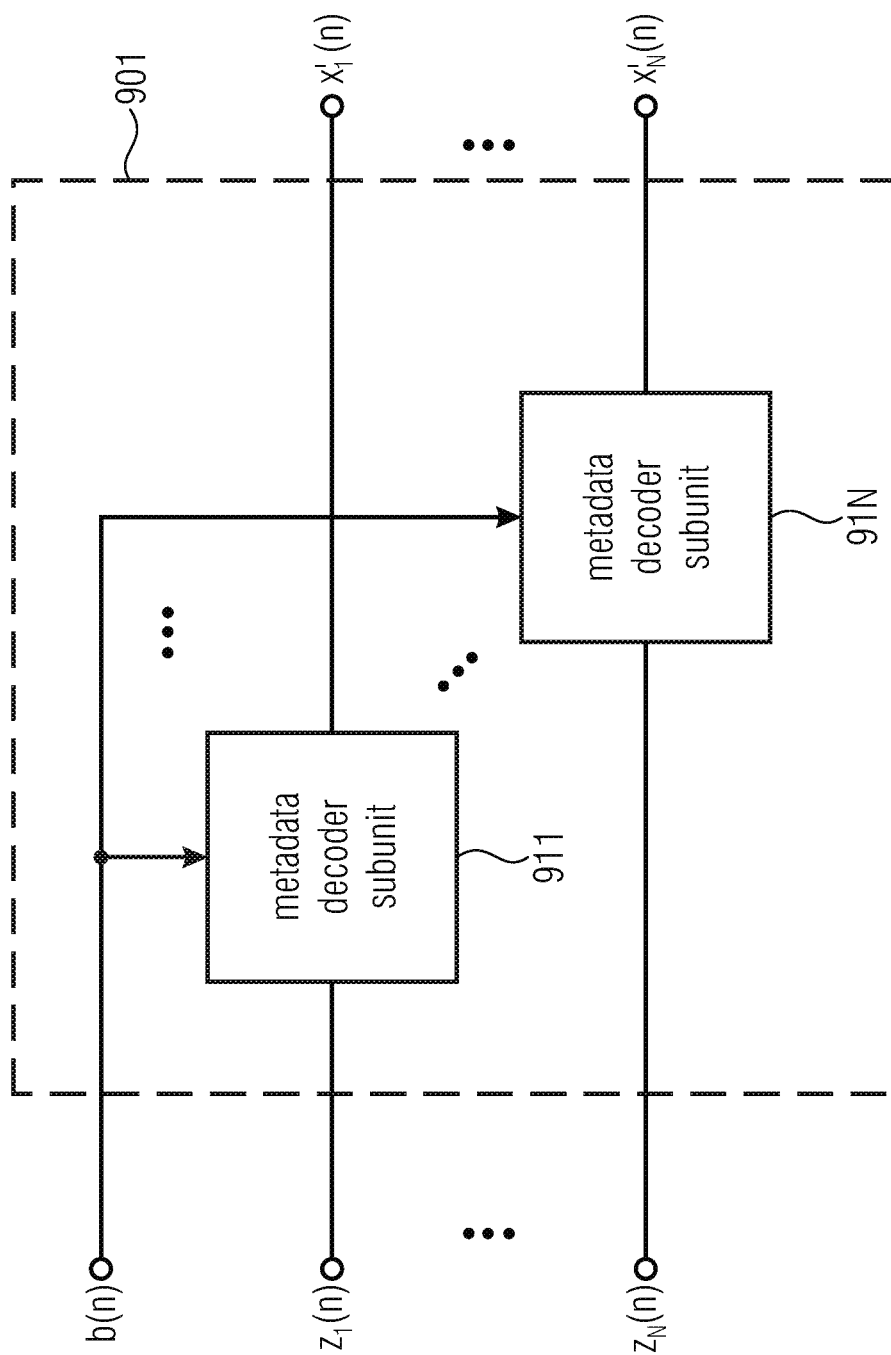 901
b(n)
z₁(n)
metadata
decoder
subunit
911
x'₁(n)
zN(n)
metadata
decoder
subunit
91N
x'N(n)